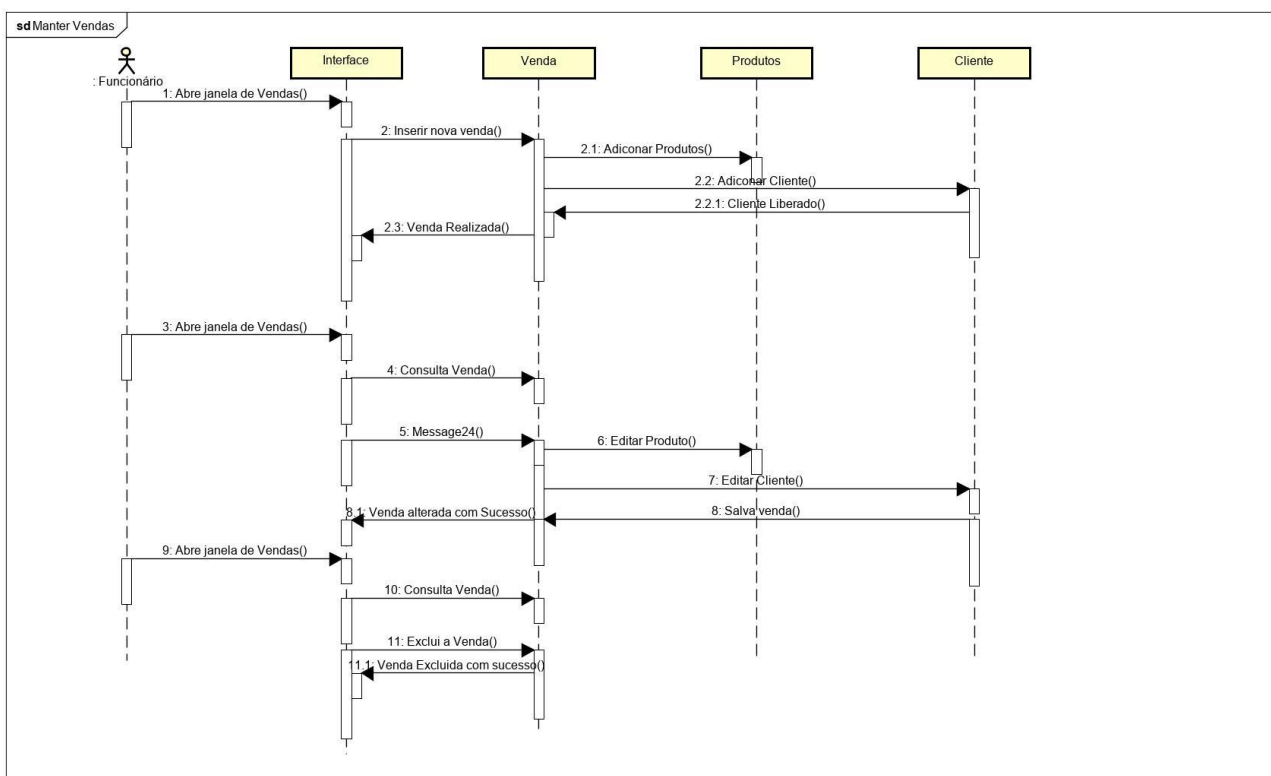 sd Manter Vendas
: Funcionário
Interface
Venda
Produtos
Cliente
1: Abre janela de Vendas()
2: Inserir nova venda()
2.1: Adiconar Produtos()
2.2: Adiconar Cliente()
2.2.1: Cliente Liberado()
2.3: Venda Realizada()
3: Abre janela de Vendas()
4: Consulta Venda()
5: Message24()
6: Editar Produto()
7: Editar Cliente()
8: Salva venda()
8.1: Venda alterada com Sucesso()
9: Abre janela de Vendas()
10: Consulta Venda()
11: Exclui a Venda()
11.1: Venda Excluida com sucesso()